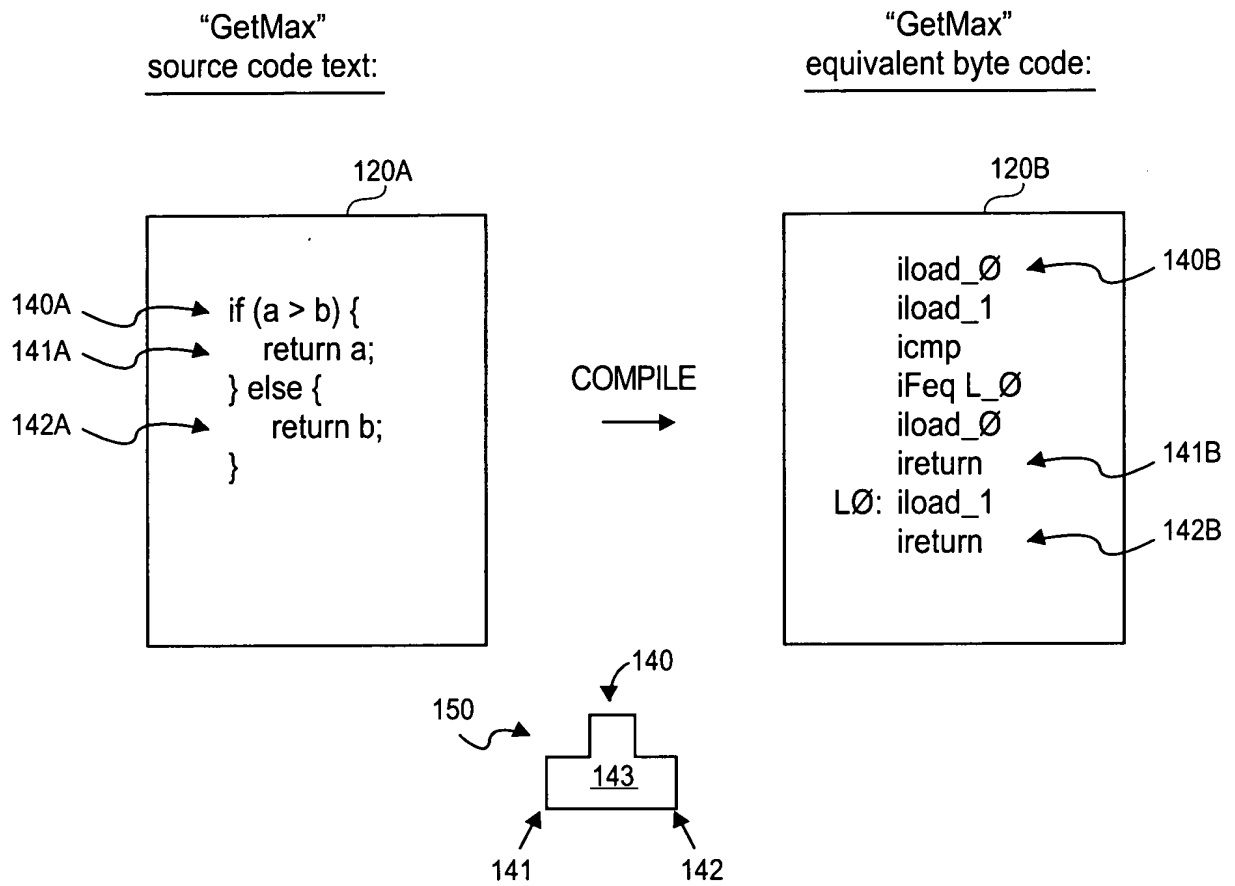 “GetMax”
source code text:
“GetMax”
equivalent byte code:
120A
140A
if (a > b) {
141A
return a;
} else {
142A
return b;
}
COMPILE
120B
iload_Ø
140B
iload_1
icmp
iFeq L_Ø
iload_Ø
ireturn
141B
LØ: iload_1
ireturn
142B
140
150
143
141
142